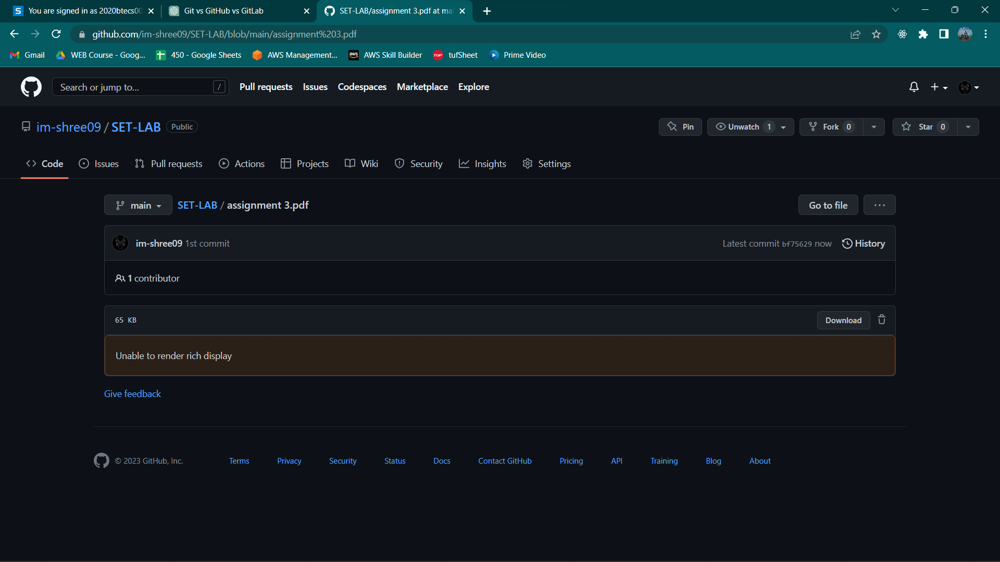 You are signed in as 2020btecs00
Git vs GitHub vs GitLab
SET-LAB/assignment 3.pdf at mai
github.com/im-shree09/SET-LAB/blob/main/assignment%203.pdf
Gmail
WEB Course - Goog...
450 - Google Sheets
AWS Management...
aws
AWS Skill Builder
TUF
tufSheet
Prime Video
Search or jump to...
/
Pull requests
Issues
Codespaces
Marketplace
Explore
im-shree09 / SET-LAB
Public
Pin
Unwatch 1
Fork 0
Star 0
Code
Issues
Pull requests
Actions
Projects
Wiki
Security
Insights
Settings
main
SET-LAB / assignment 3.pdf
Go to file
im-shree09 1st commit
Latest commit bf75629 now
History
1 contributor
65 KB
Download
Unable to render rich display
Give feedback
© 2023 GitHub, Inc.
Terms
Privacy
Security
Status
Docs
Contact GitHub
Pricing
API
Training
Blog
About